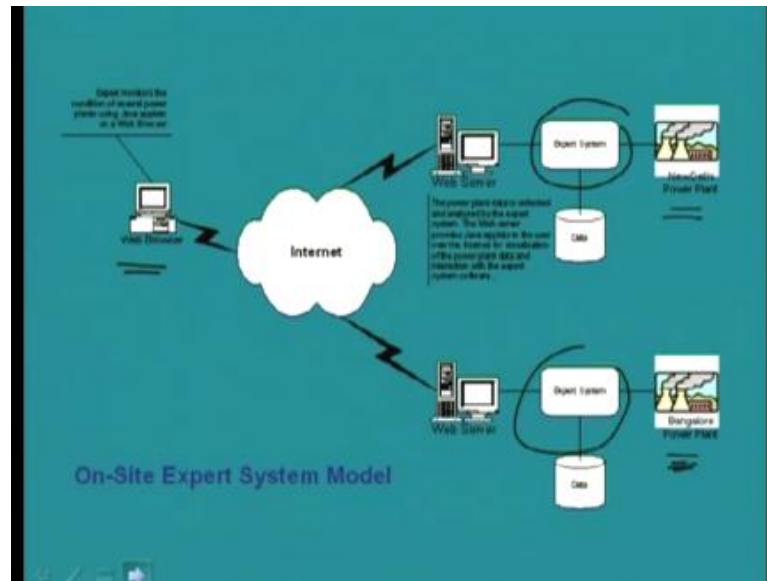 Expert monitors the
condition of several power
plants using Java applets
on a Web Browser
Web Browser
Internet
Web Server
The power plant data is collected
and analyzed by the expert
system. The Web server
provides Java applets to the user
over the Internet for visualization
of the power plant data and
interaction with the expert
system software...
Expert System
Data
NewDelhi
Power Plant
Web Server
Expert System
Data
Bangalore
Power Plant
On-Site Expert System Model